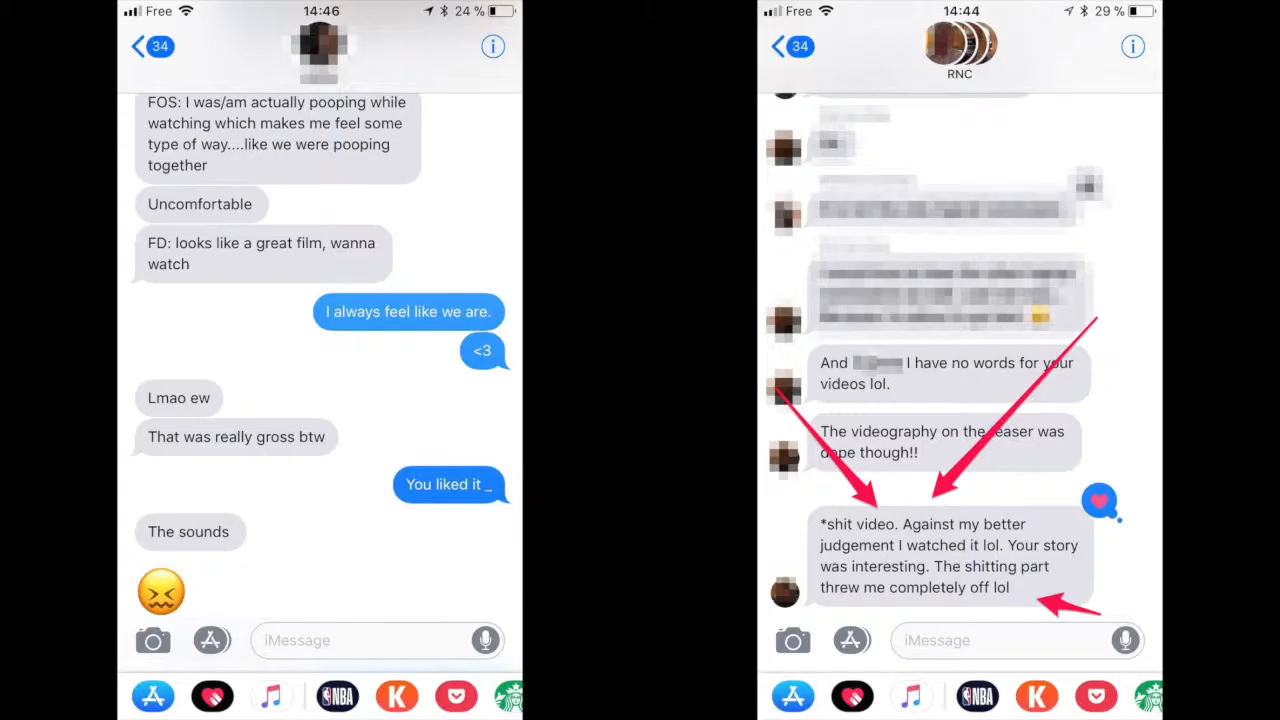 Free 14:46 24 %
34
FOS: I was/am actually pooping while
watching which makes me feel some
type of way....like we were pooping
together
Uncomfortable
FD: looks like a great film, wanna
watch
I always feel like we are.
<3
Lmao ew
That was really gross btw
You liked it _
The sounds
iMessage
NBA
K
Free 14:44 29 %
34
RNC
And I have no words for your
videos lol.
The videography on the teaser was
dope though!!
*shit video. Against my better
judgement I watched it lol. Your story
was interesting. The shitting part
threw me completely off lol
iMessage
NBA
K